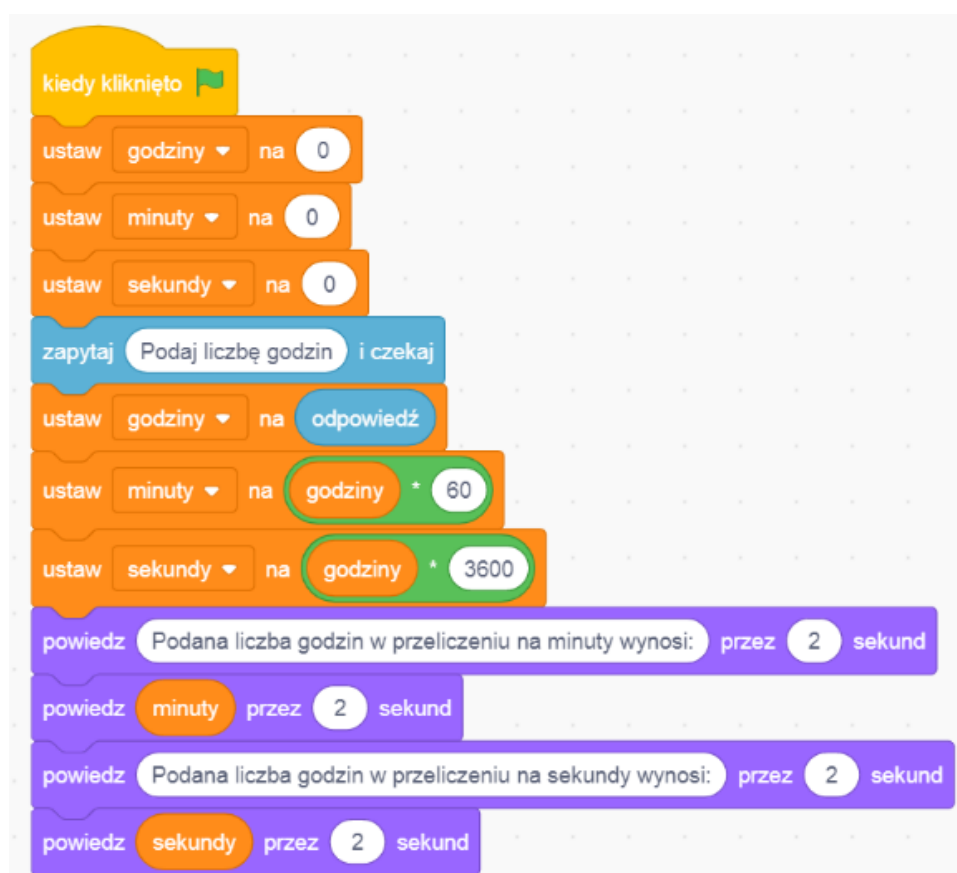 kiedy kliknięto
ustaw godziny na 0
ustaw minuty na 0
ustaw sekundy na 0
zapytaj Podaj liczbę godzin i czekaj
ustaw godziny na odpowiedź
ustaw minuty na godziny * 60
ustaw sekundy na godziny * 3600
powiedz Podana liczba godzin w przeliczeniu na minuty wynosi: przez 2 sekund
powiedz minuty przez 2 sekund
powiedz Podana liczba godzin w przeliczeniu na sekundy wynosi: przez 2 sekund
powiedz sekundy przez 2 sekund